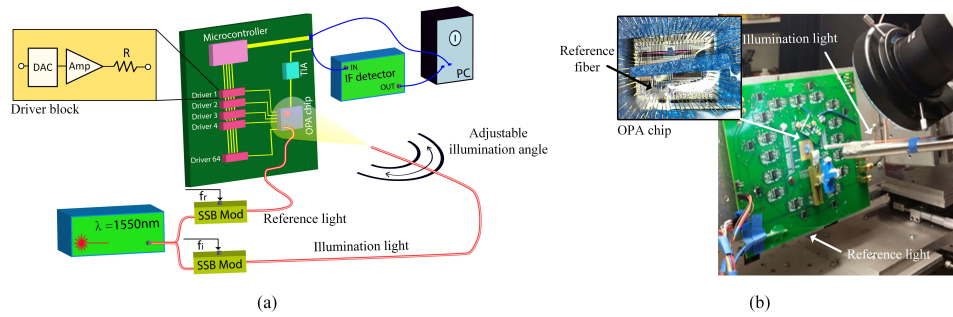 Microcontroller
DAC
Amp
R
Driver block
Driver 1
Driver 2
Driver 3
Driver 4
Driver 64
TIA
OPA chip
IN
IF detector
OUT
I
PC
Adjustable
illumination angle
fr
SSB Mod
Reference light
λ =1550nm
fi
SSB Mod
Illumination light
(a)
Reference
fiber
OPA chip
Illumination light
Reference light
(b)